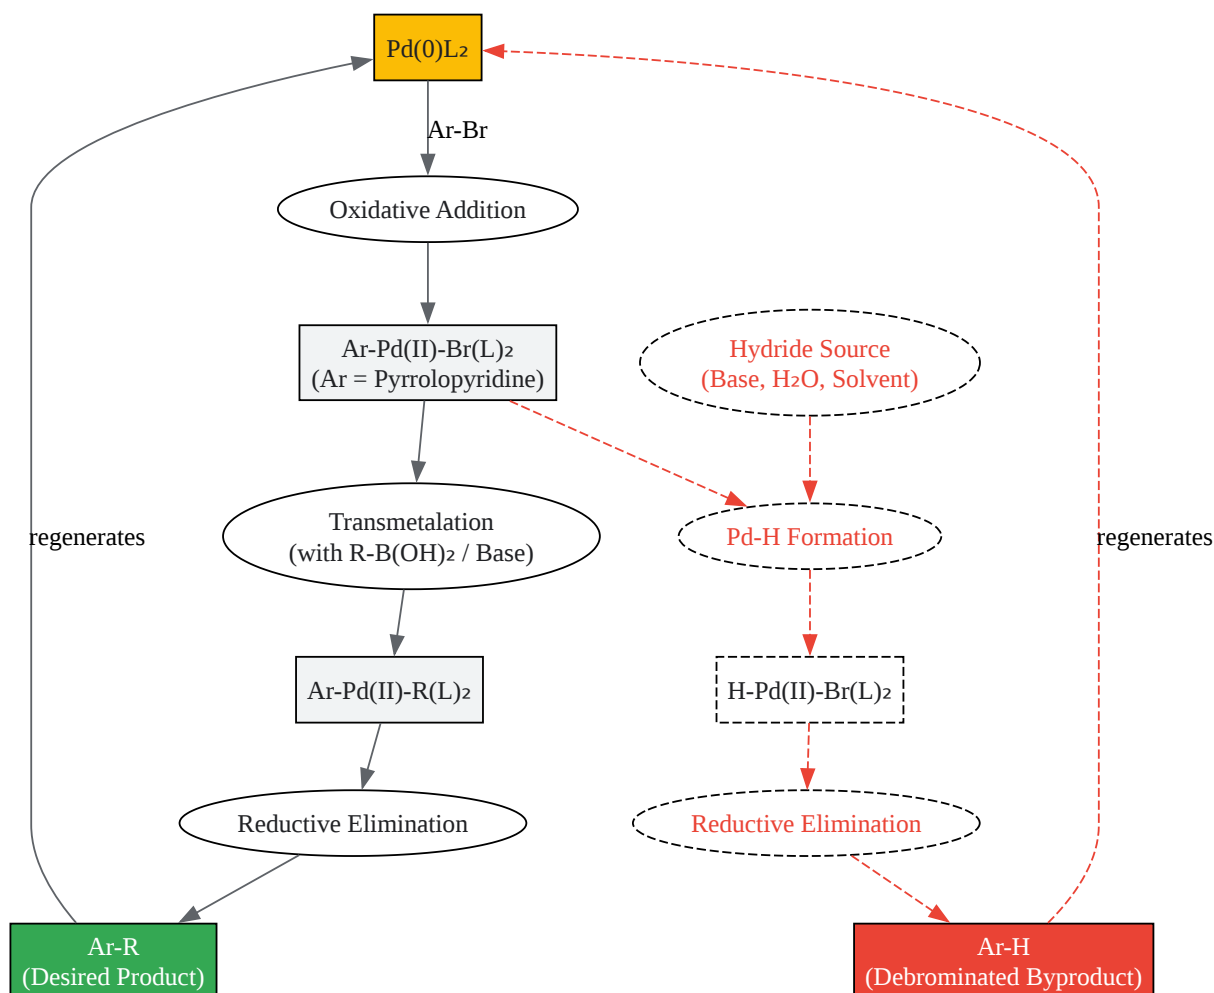 Pd(0)L₂
Ar-Br
Oxidative Addition
Ar-Pd(II)-Br(L)₂
(Ar = Pyrrolopyridine)
Hydride Source
(Base, H₂O, Solvent)
Transmetalation
(with R-B(OH)₂ / Base)
Pd-H Formation
regenerates
regenerates
Ar-Pd(II)-R(L)₂
H-Pd(II)-Br(L)₂
Reductive Elimination
Reductive Elimination
Ar-R
(Desired Product)
Ar-H
(Debrominated Byproduct)